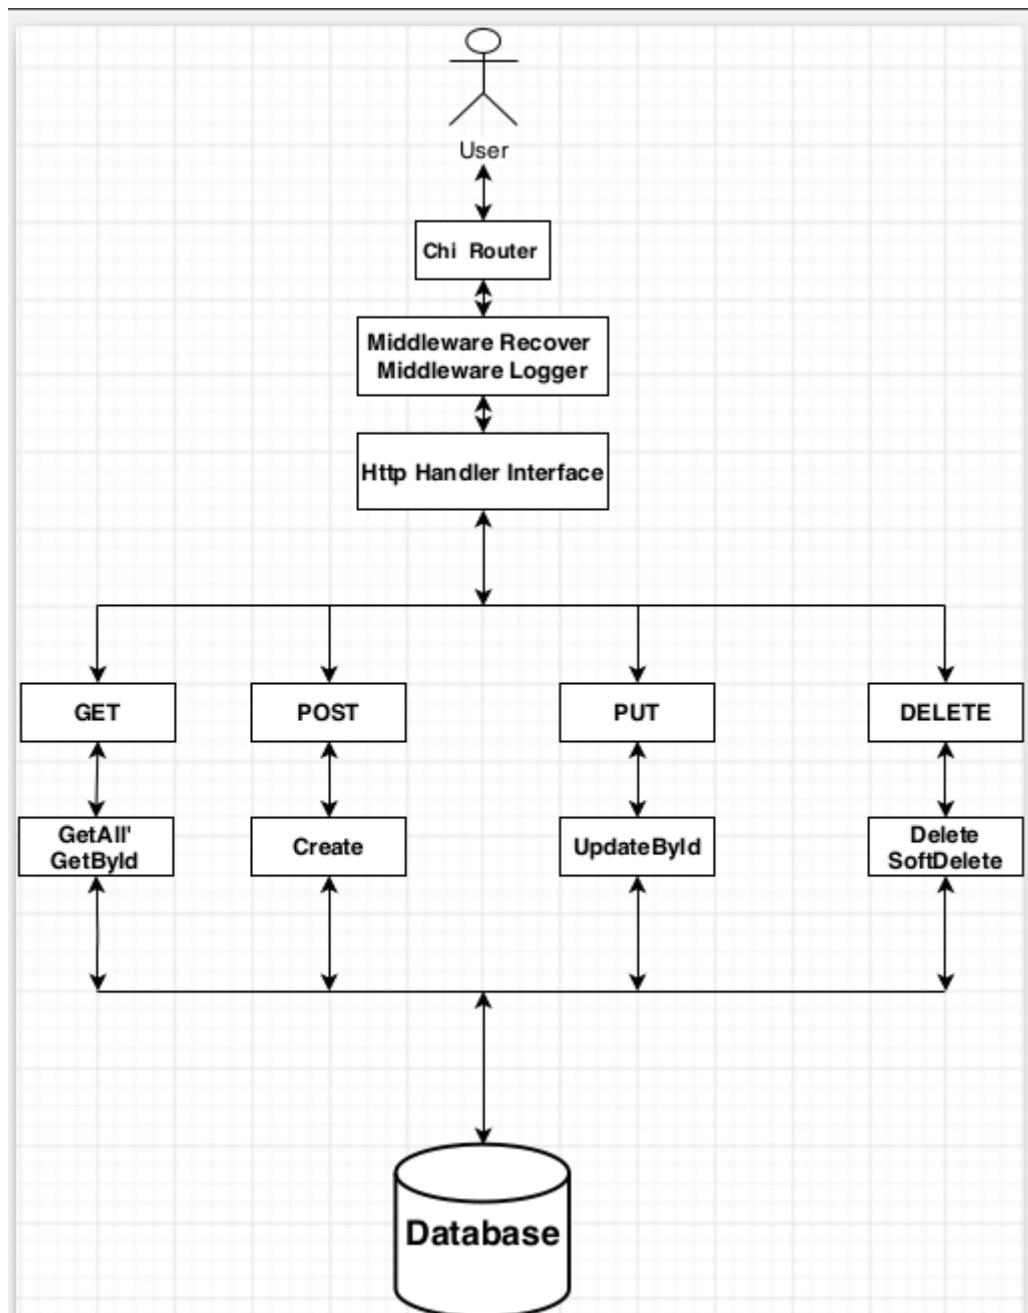 User
Chi Router
Middleware Recover
Middleware Logger
Http Handler Interface
GET
POST
PUT
DELETE
GetAll'
GetById
Create
UpdateById
Delete
SoftDelete
Database